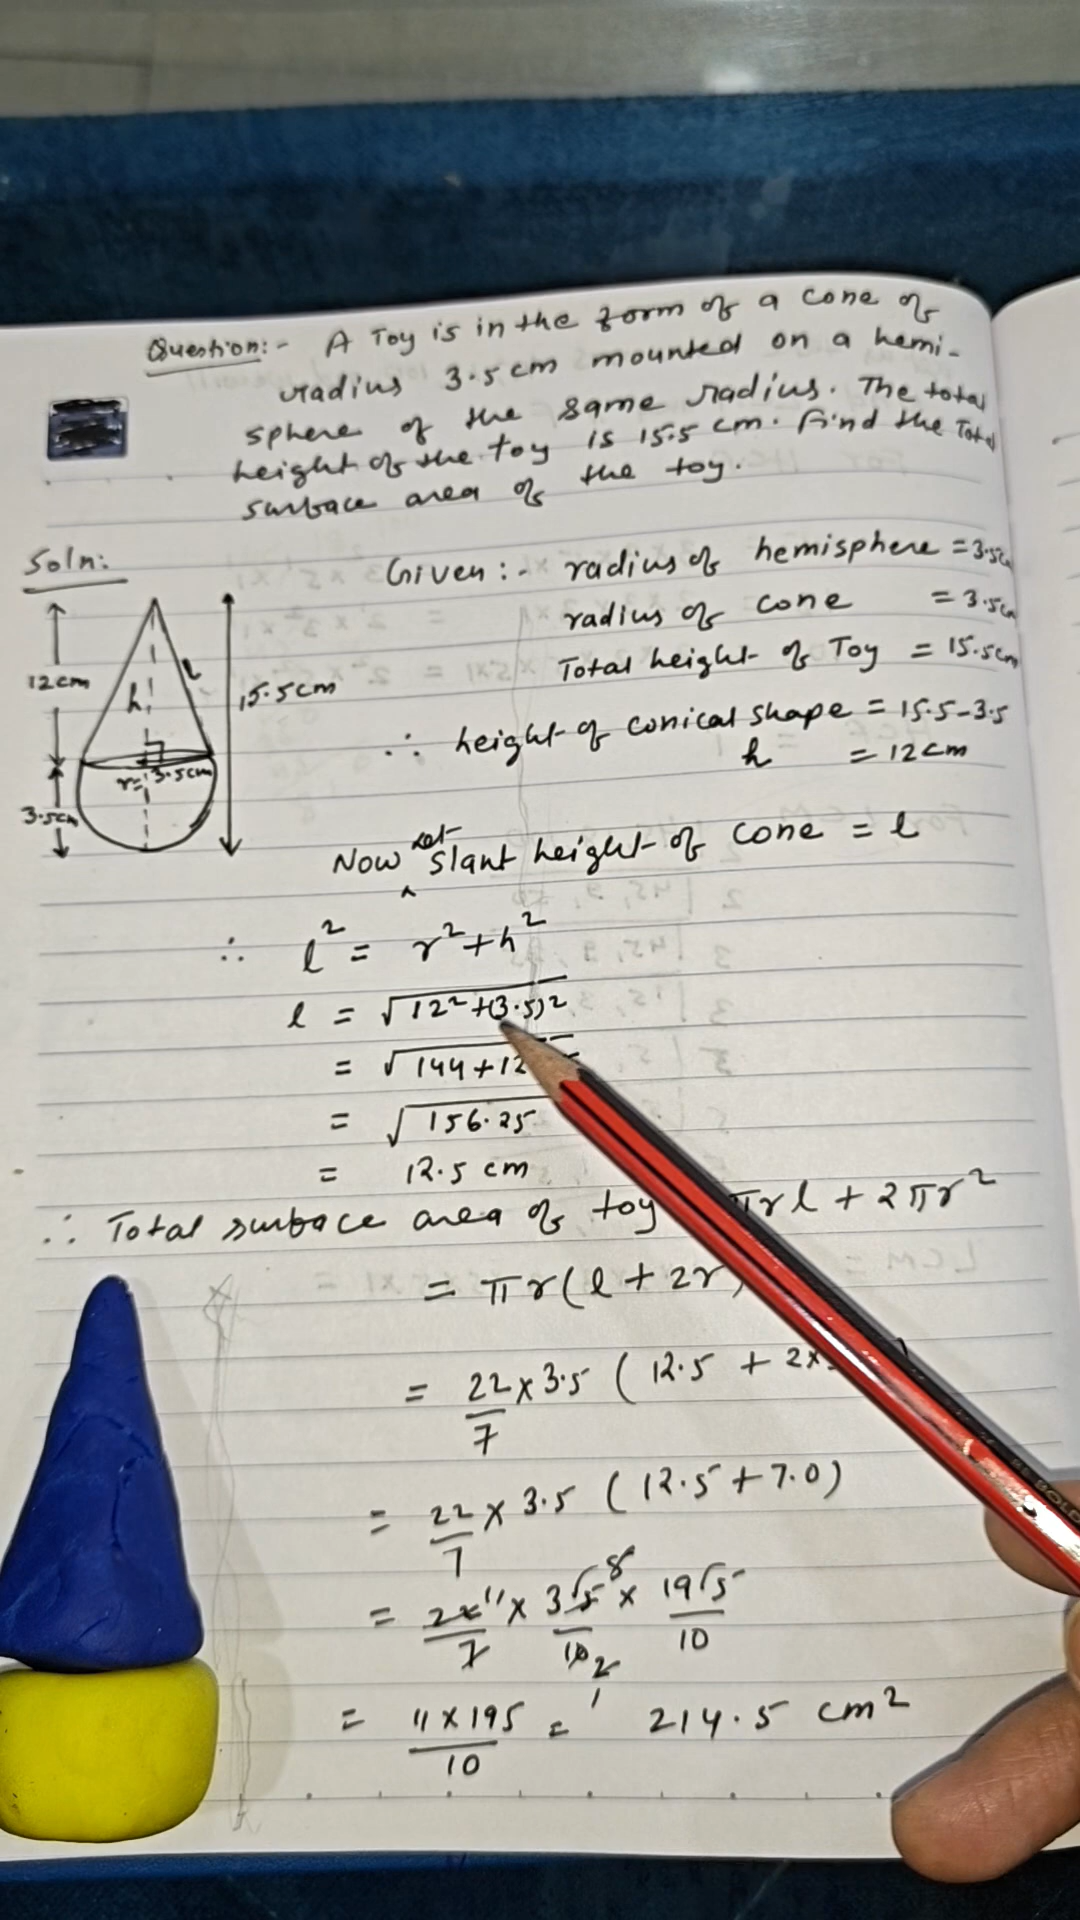 Question:- A Toy is in the form of a cone of
radius 3.5 cm mounted on a hemi-
sphere of the same radius. The total
height of the toy is 15.5 cm. Find the Total
surface area of the toy.
Soln:
Given:- radius of hemisphere = 3.5cm
radius of cone = 3.5cm
Total height of Toy = 15.5cm
∴ height of conical shape = 15.5-3.5
h = 12cm
12cm
h
l
15.5cm
r=3.5cm
3.5cm
Now let slant height of cone = l
∴ l² = r²+h²
l = √12²+(3.5)²
= √144+12
= √156.25
= 12.5 cm
∴ Total surface area of toy πrl + 2πr²
= πr(l + 2r)
= 22/7 × 3.5 ( 12.5 + 2×
= 22/7 × 3.5 ( 12.5 + 7.0)
= 22/7 11 × 35/10 2 × 195/10
= 11 × 195/10 = 214.5 cm²
BOLD